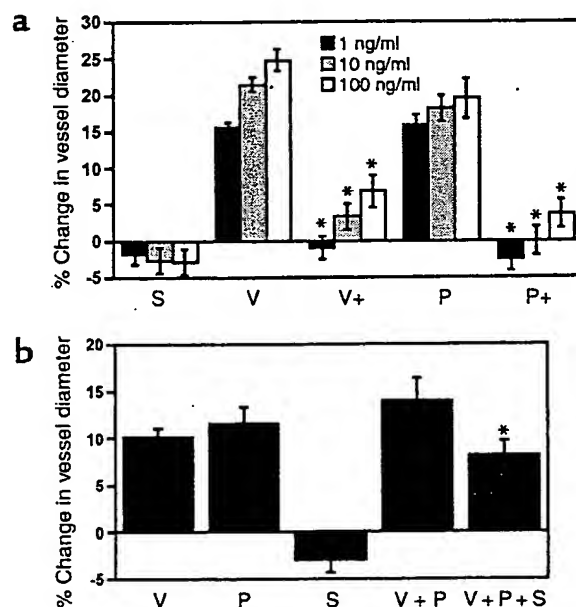 a
% Change in vessel diameter
30
25
20
15
10
5
0
-5
1 ng/ml
10 ng/ml
100 ng/ml
*
*
*
*
*
*
S V V+ P P+
b
% Change in vessel diameter
20
15
10
5
0
-5
*
V P S V + P V + P + S